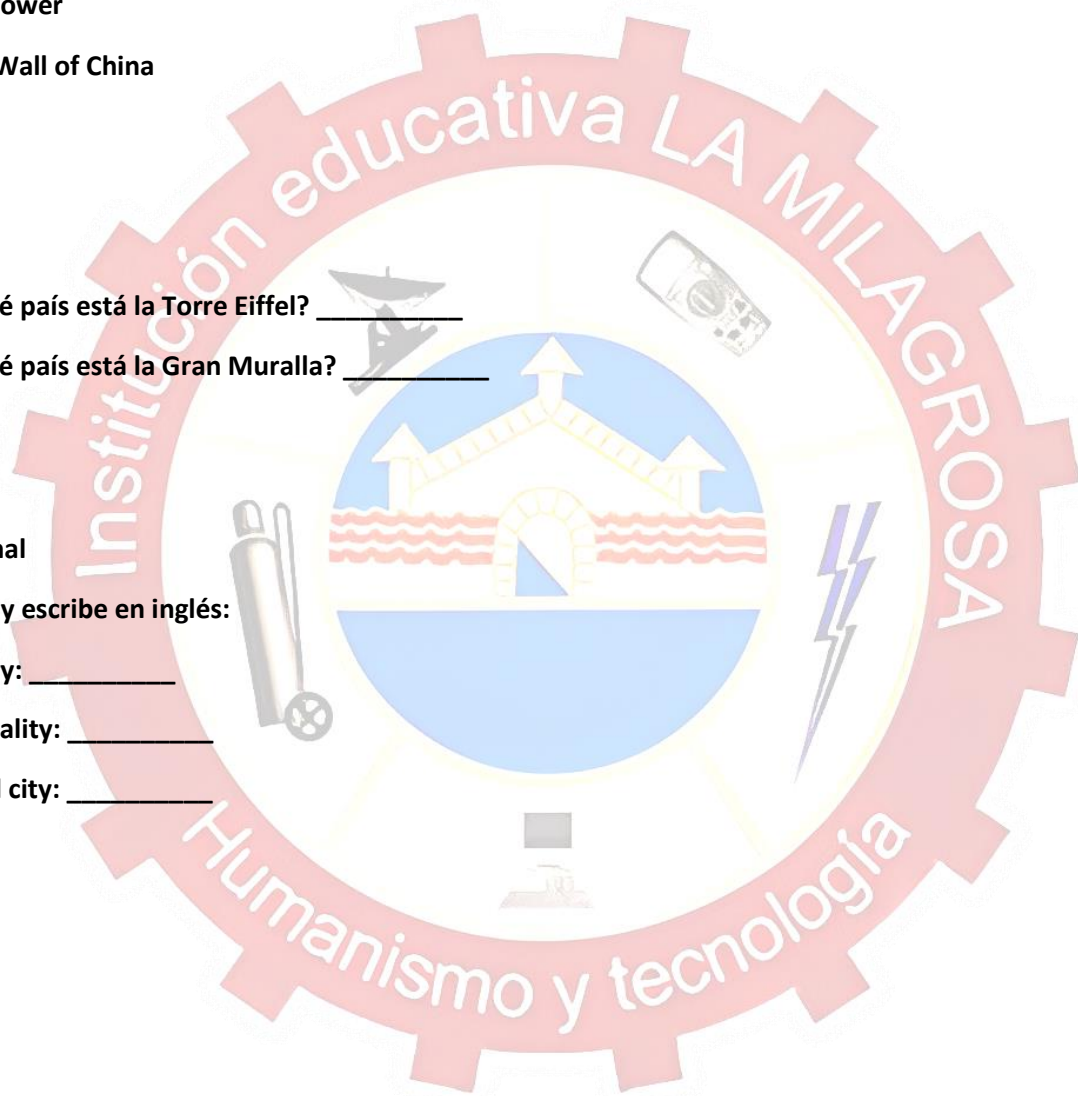 ower
Wall of China
Institución educativa LA MILAGROSA
é país está la Torre Eiffel? __________
é país está la Gran Muralla? __________
nal
y escribe en inglés:
y: __________
ality: __________
l city: __________
Humanismo y tecnología